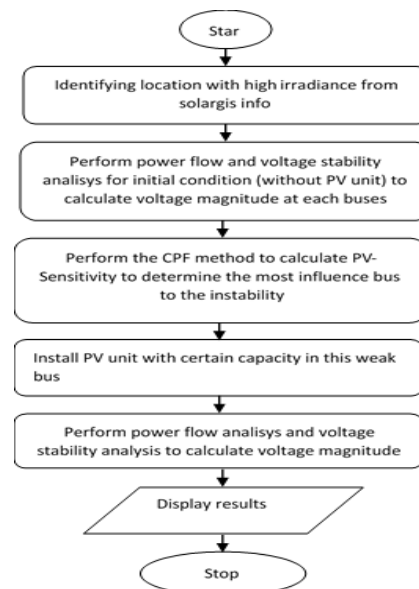 Star
Identifying location with high irradiance from
solargis info
Perform power flow and voltage stability
analisys for initial condition (without PV unit) to
calculate voltage magnitude at each buses
Perform the CPF method to calculate PV-
Sensitivity to determine the most influence bus
to the instability
Install PV unit with certain capacity in this weak
bus
Perform power flow analisys and voltage
stability analysis to calculate voltage magnitude
Display results
Stop